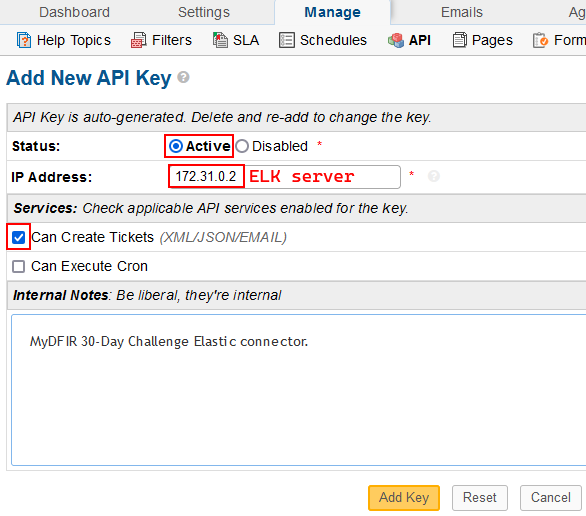 Dashboard Settings Manage Emails
Help Topics Filters SLA Schedules API Pages
Add New API Key
API Key is auto-generated. Delete and re-add to change the key.
Status: Active Disabled *
IP Address: 172.31.0.2 ELK server *
Services: Check applicable API services enabled for the key.
Can Create Tickets (XML/JSON/EMAIL)
Can Execute Cron
Internal Notes: Be liberal, they're internal
MyDFIR 30-Day Challenge Elastic connector.
Add Key Reset Cancel